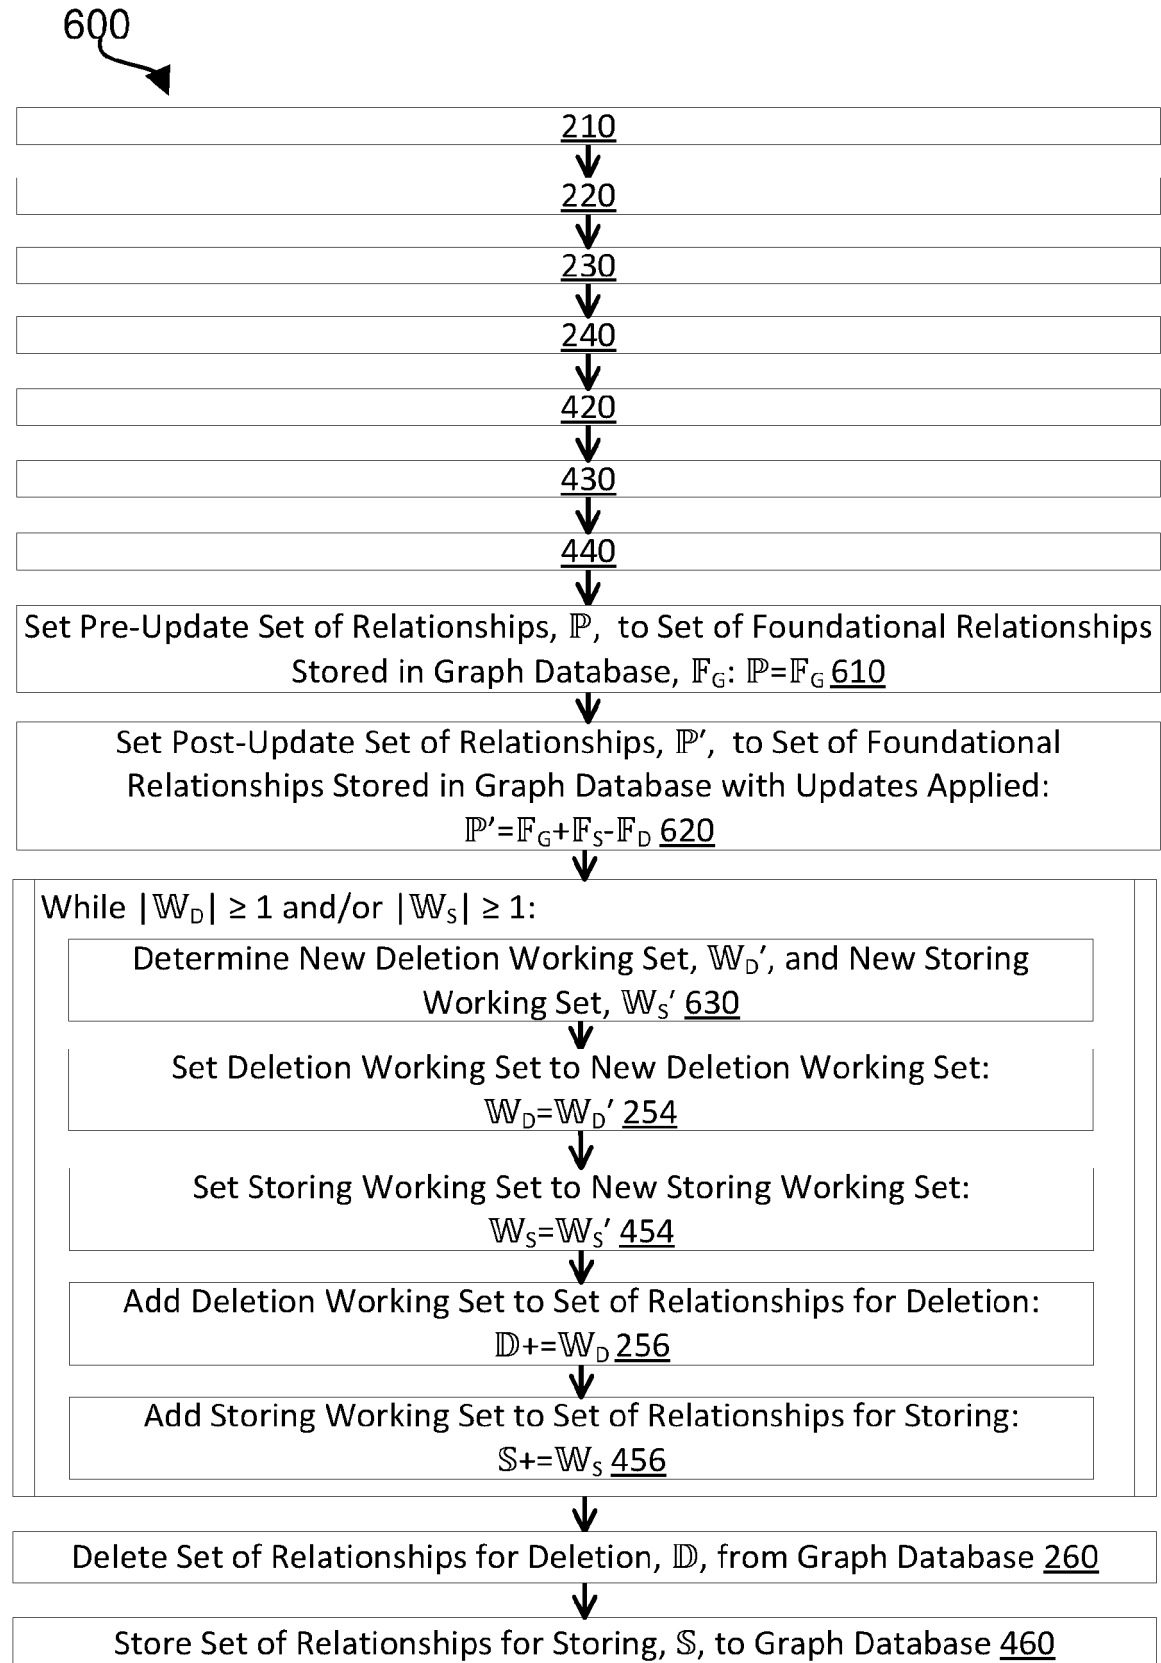 600
210
220
230
240
420
430
440
Set Pre-Update Set of Relationships, ℙ, to Set of Foundational Relationships
Stored in Graph Database, 𝔽G: ℙ=𝔽G 610
Set Post-Update Set of Relationships, ℙ′, to Set of Foundational
Relationships Stored in Graph Database with Updates Applied:
ℙ′=𝔽G+𝔽S-𝔽D 620
While |𝕎D| ≥ 1 and/or |𝕎S| ≥ 1:
Determine New Deletion Working Set, 𝕎D′, and New Storing
Working Set, 𝕎S′ 630
Set Deletion Working Set to New Deletion Working Set:
𝕎D=𝕎D′ 254
Set Storing Working Set to New Storing Working Set:
𝕎S=𝕎S′ 454
Add Deletion Working Set to Set of Relationships for Deletion:
𝔻+=𝕎D 256
Add Storing Working Set to Set of Relationships for Storing:
𝕊+=𝕎S 456
Delete Set of Relationships for Deletion, 𝔻, from Graph Database 260
Store Set of Relationships for Storing, 𝕊, to Graph Database 460